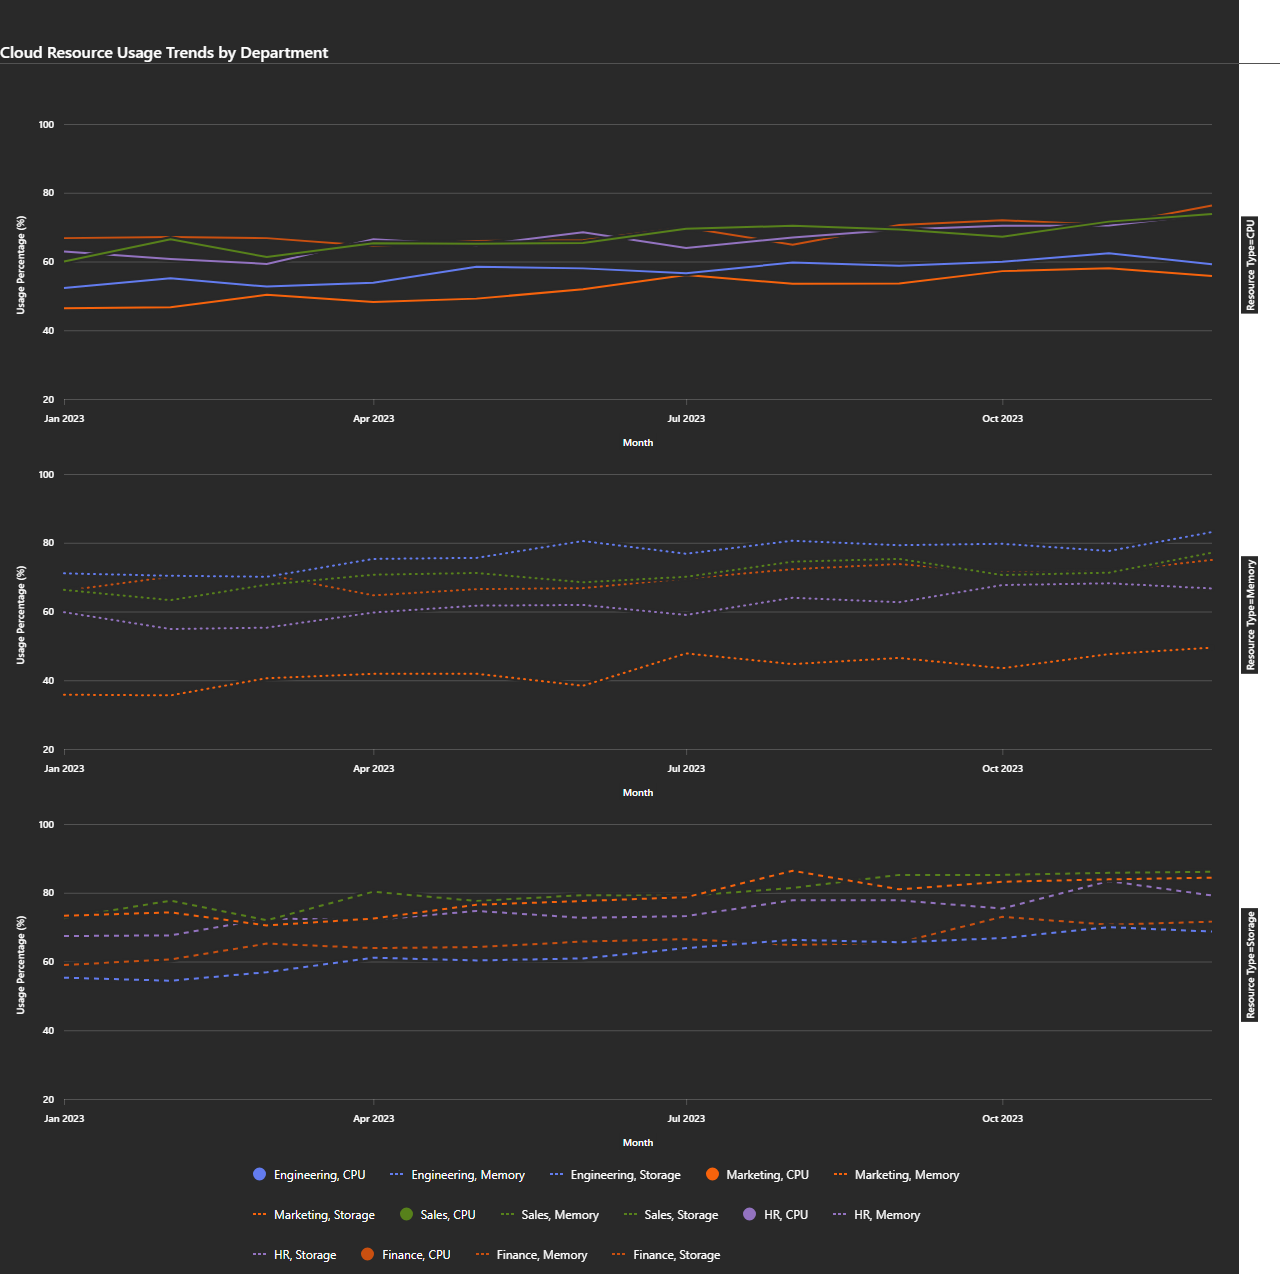 Cloud Resource Usage Trends by Department
100
80
60
40
20
Usage Percentage (%)
Jan 2023
Apr 2023
Jul 2023
Oct 2023
Month
Resource Type=CPU
100
80
60
40
20
Usage Percentage (%)
Jan 2023
Apr 2023
Jul 2023
Oct 2023
Month
Resource Type=Memory
100
80
60
40
20
Usage Percentage (%)
Jan 2023
Apr 2023
Jul 2023
Oct 2023
Month
Resource Type=Storage
Engineering, CPU Engineering, Memory Engineering, Storage Marketing, CPU Marketing, Memory
Marketing, Storage Sales, CPU Sales, Memory Sales, Storage HR, CPU HR, Memory
HR, Storage Finance, CPU Finance, Memory Finance, Storage